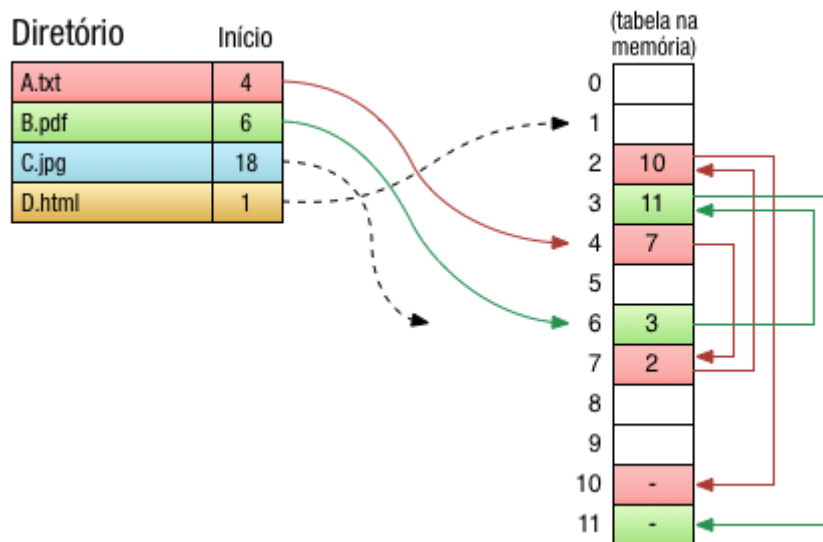 Diretório Início
A.txt 4
B.pdf 6
C.jpg 18
D.html 1
(tabela na
memória)
0
1
2 10
3 11
4 7
5
6 3
7 2
8
9
10 -
11 -